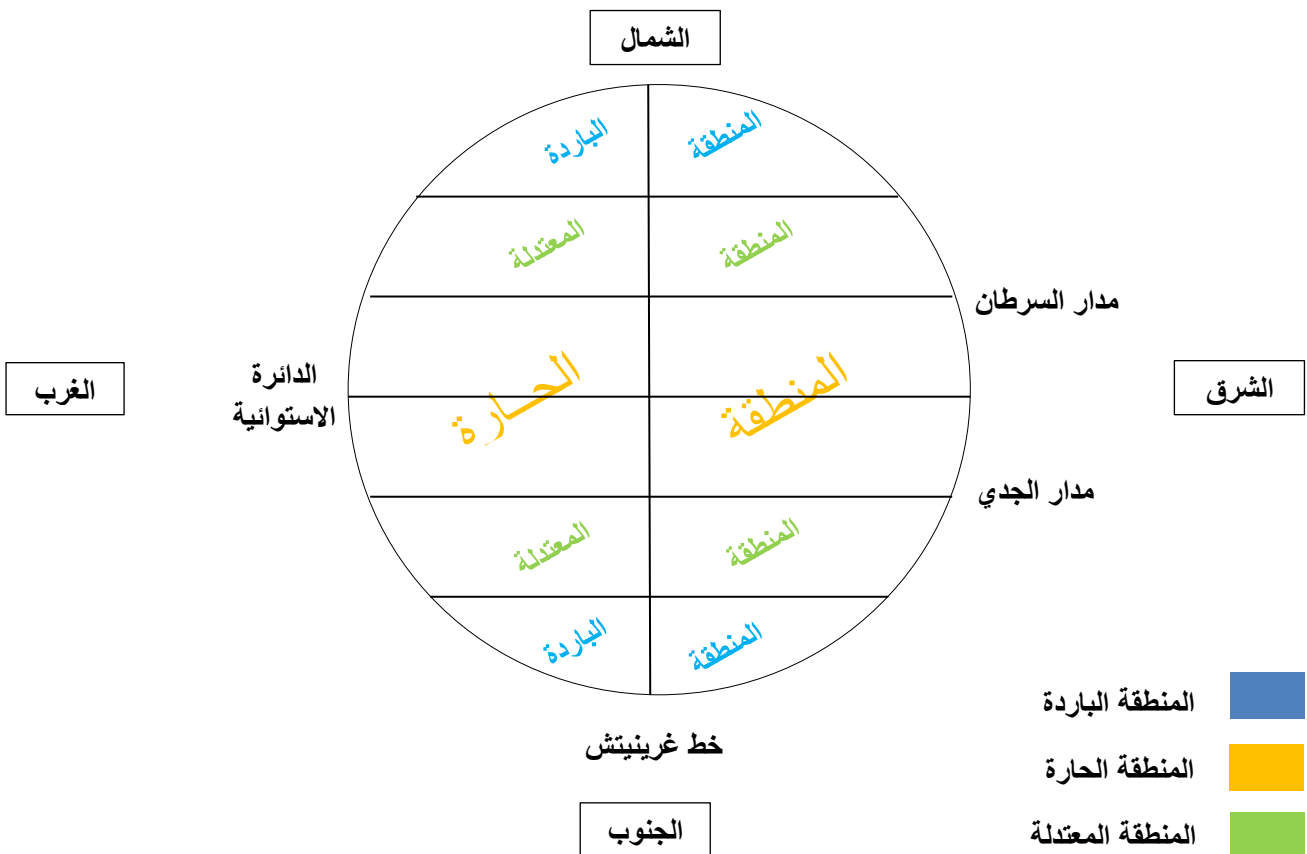 الشمال
المنطقة الباردة
المنطقة المعتدلة
مدار السرطان
المنطقة الحــارة
الشرق
الدائرة
الاستوائية
الغرب
مدار الجدي
المنطقة المعتدلة
المنطقة الباردة
خط غرينيتش
الجنوب
المنطقة الباردة
المنطقة الحارة
المنطقة المعتدلة